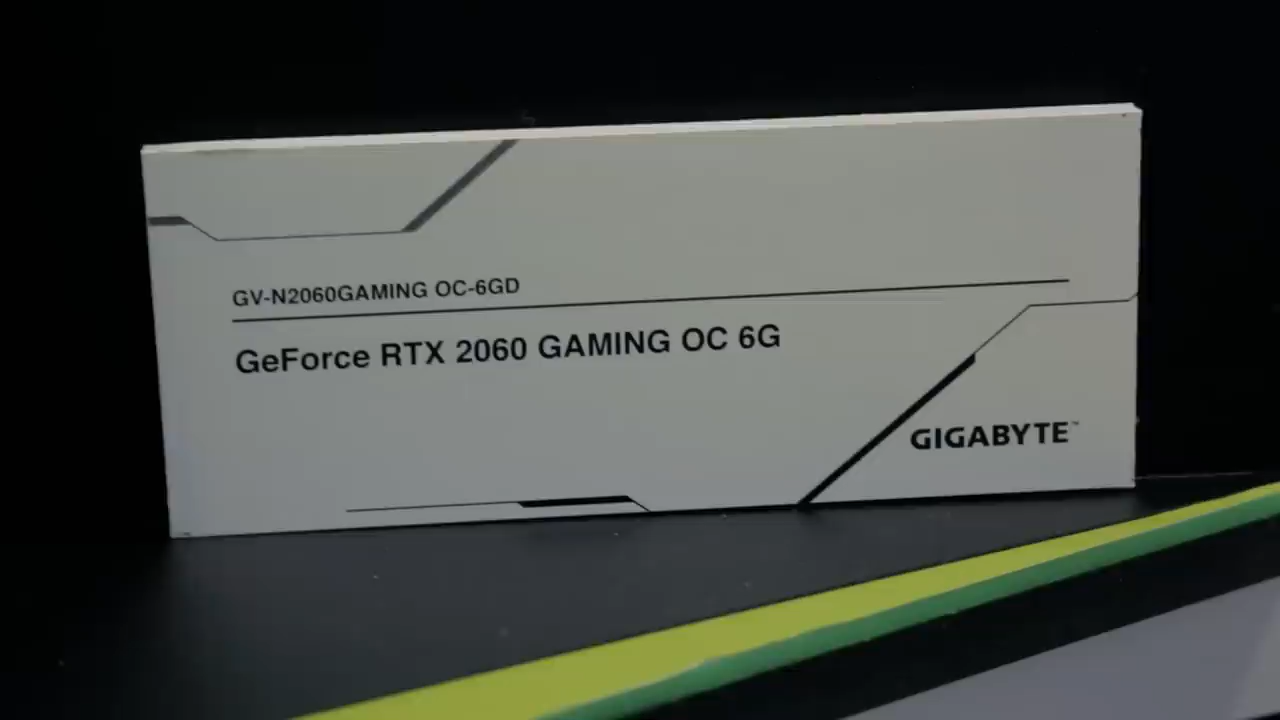 GV-N2060GAMING OC-6GD
GeForce RTX 2060 GAMING OC 6G
GIGABYTE™